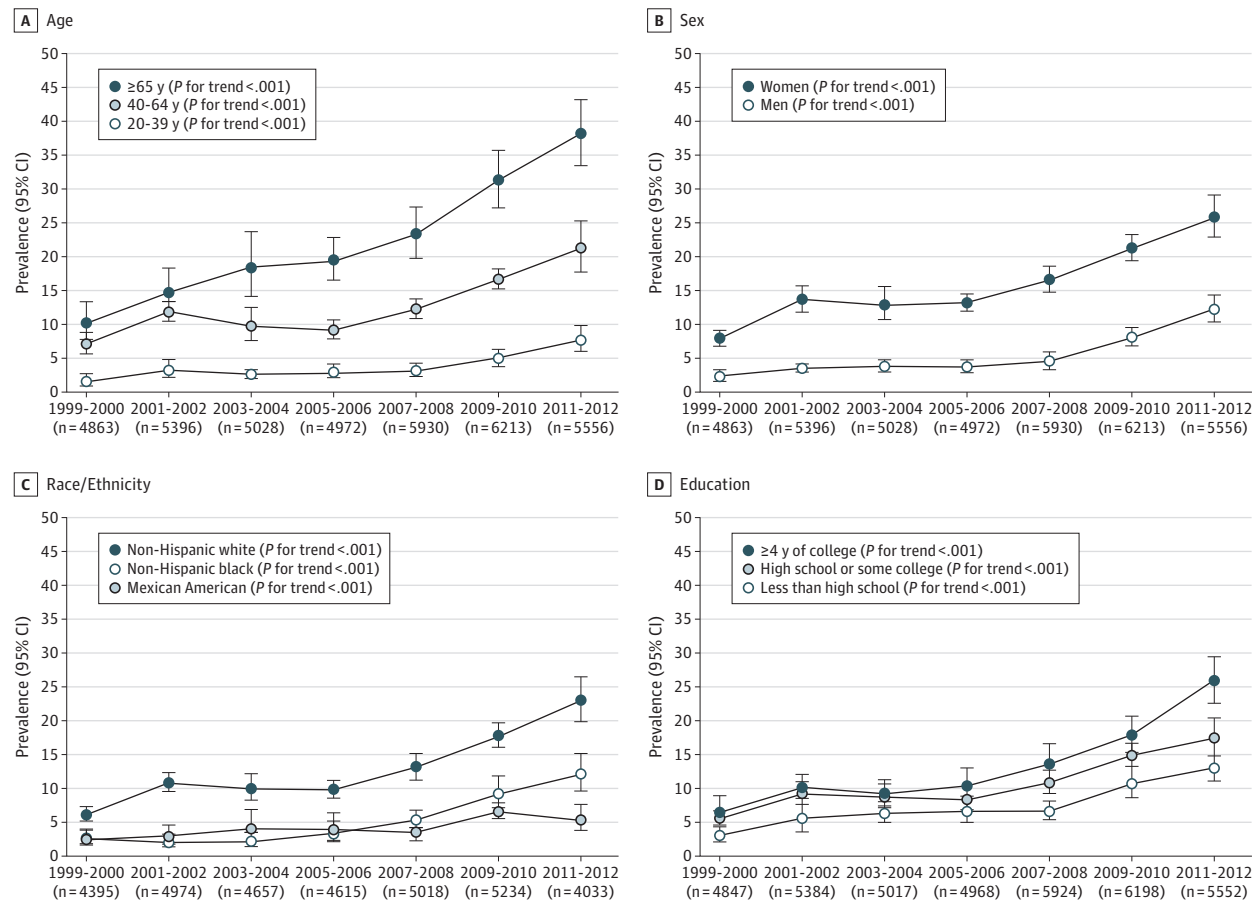 A Age
50
45
40
35
30
25
20
15
10
5
0
Prevalence (95% CI)
≥65 y (P for trend <.001)
40-64 y (P for trend <.001)
20-39 y (P for trend <.001)
1999-2000 2001-2002 2003-2004 2005-2006 2007-2008 2009-2010 2011-2012
(n=4863) (n=5396) (n=5028) (n=4972) (n=5930) (n=6213) (n=5556)
B Sex
50
45
40
35
30
25
20
15
10
5
0
Prevalence (95% CI)
Women (P for trend <.001)
Men (P for trend <.001)
1999-2000 2001-2002 2003-2004 2005-2006 2007-2008 2009-2010 2011-2012
(n=4863) (n=5396) (n=5028) (n=4972) (n=5930) (n=6213) (n=5556)
C Race/Ethnicity
50
45
40
35
30
25
20
15
10
5
0
Prevalence (95% CI)
Non-Hispanic white (P for trend <.001)
Non-Hispanic black (P for trend <.001)
Mexican American (P for trend <.001)
1999-2000 2001-2002 2003-2004 2005-2006 2007-2008 2009-2010 2011-2012
(n=4395) (n=4974) (n=4657) (n=4615) (n=5018) (n=5234) (n=4033)
D Education
50
45
40
35
30
25
20
15
10
5
0
Prevalence (95% CI)
≥4 y of college (P for trend <.001)
High school or some college (P for trend <.001)
Less than high school (P for trend <.001)
1999-2000 2001-2002 2003-2004 2005-2006 2007-2008 2009-2010 2011-2012
(n=4847) (n=5384) (n=5017) (n=4968) (n=5924) (n=6198) (n=5552)